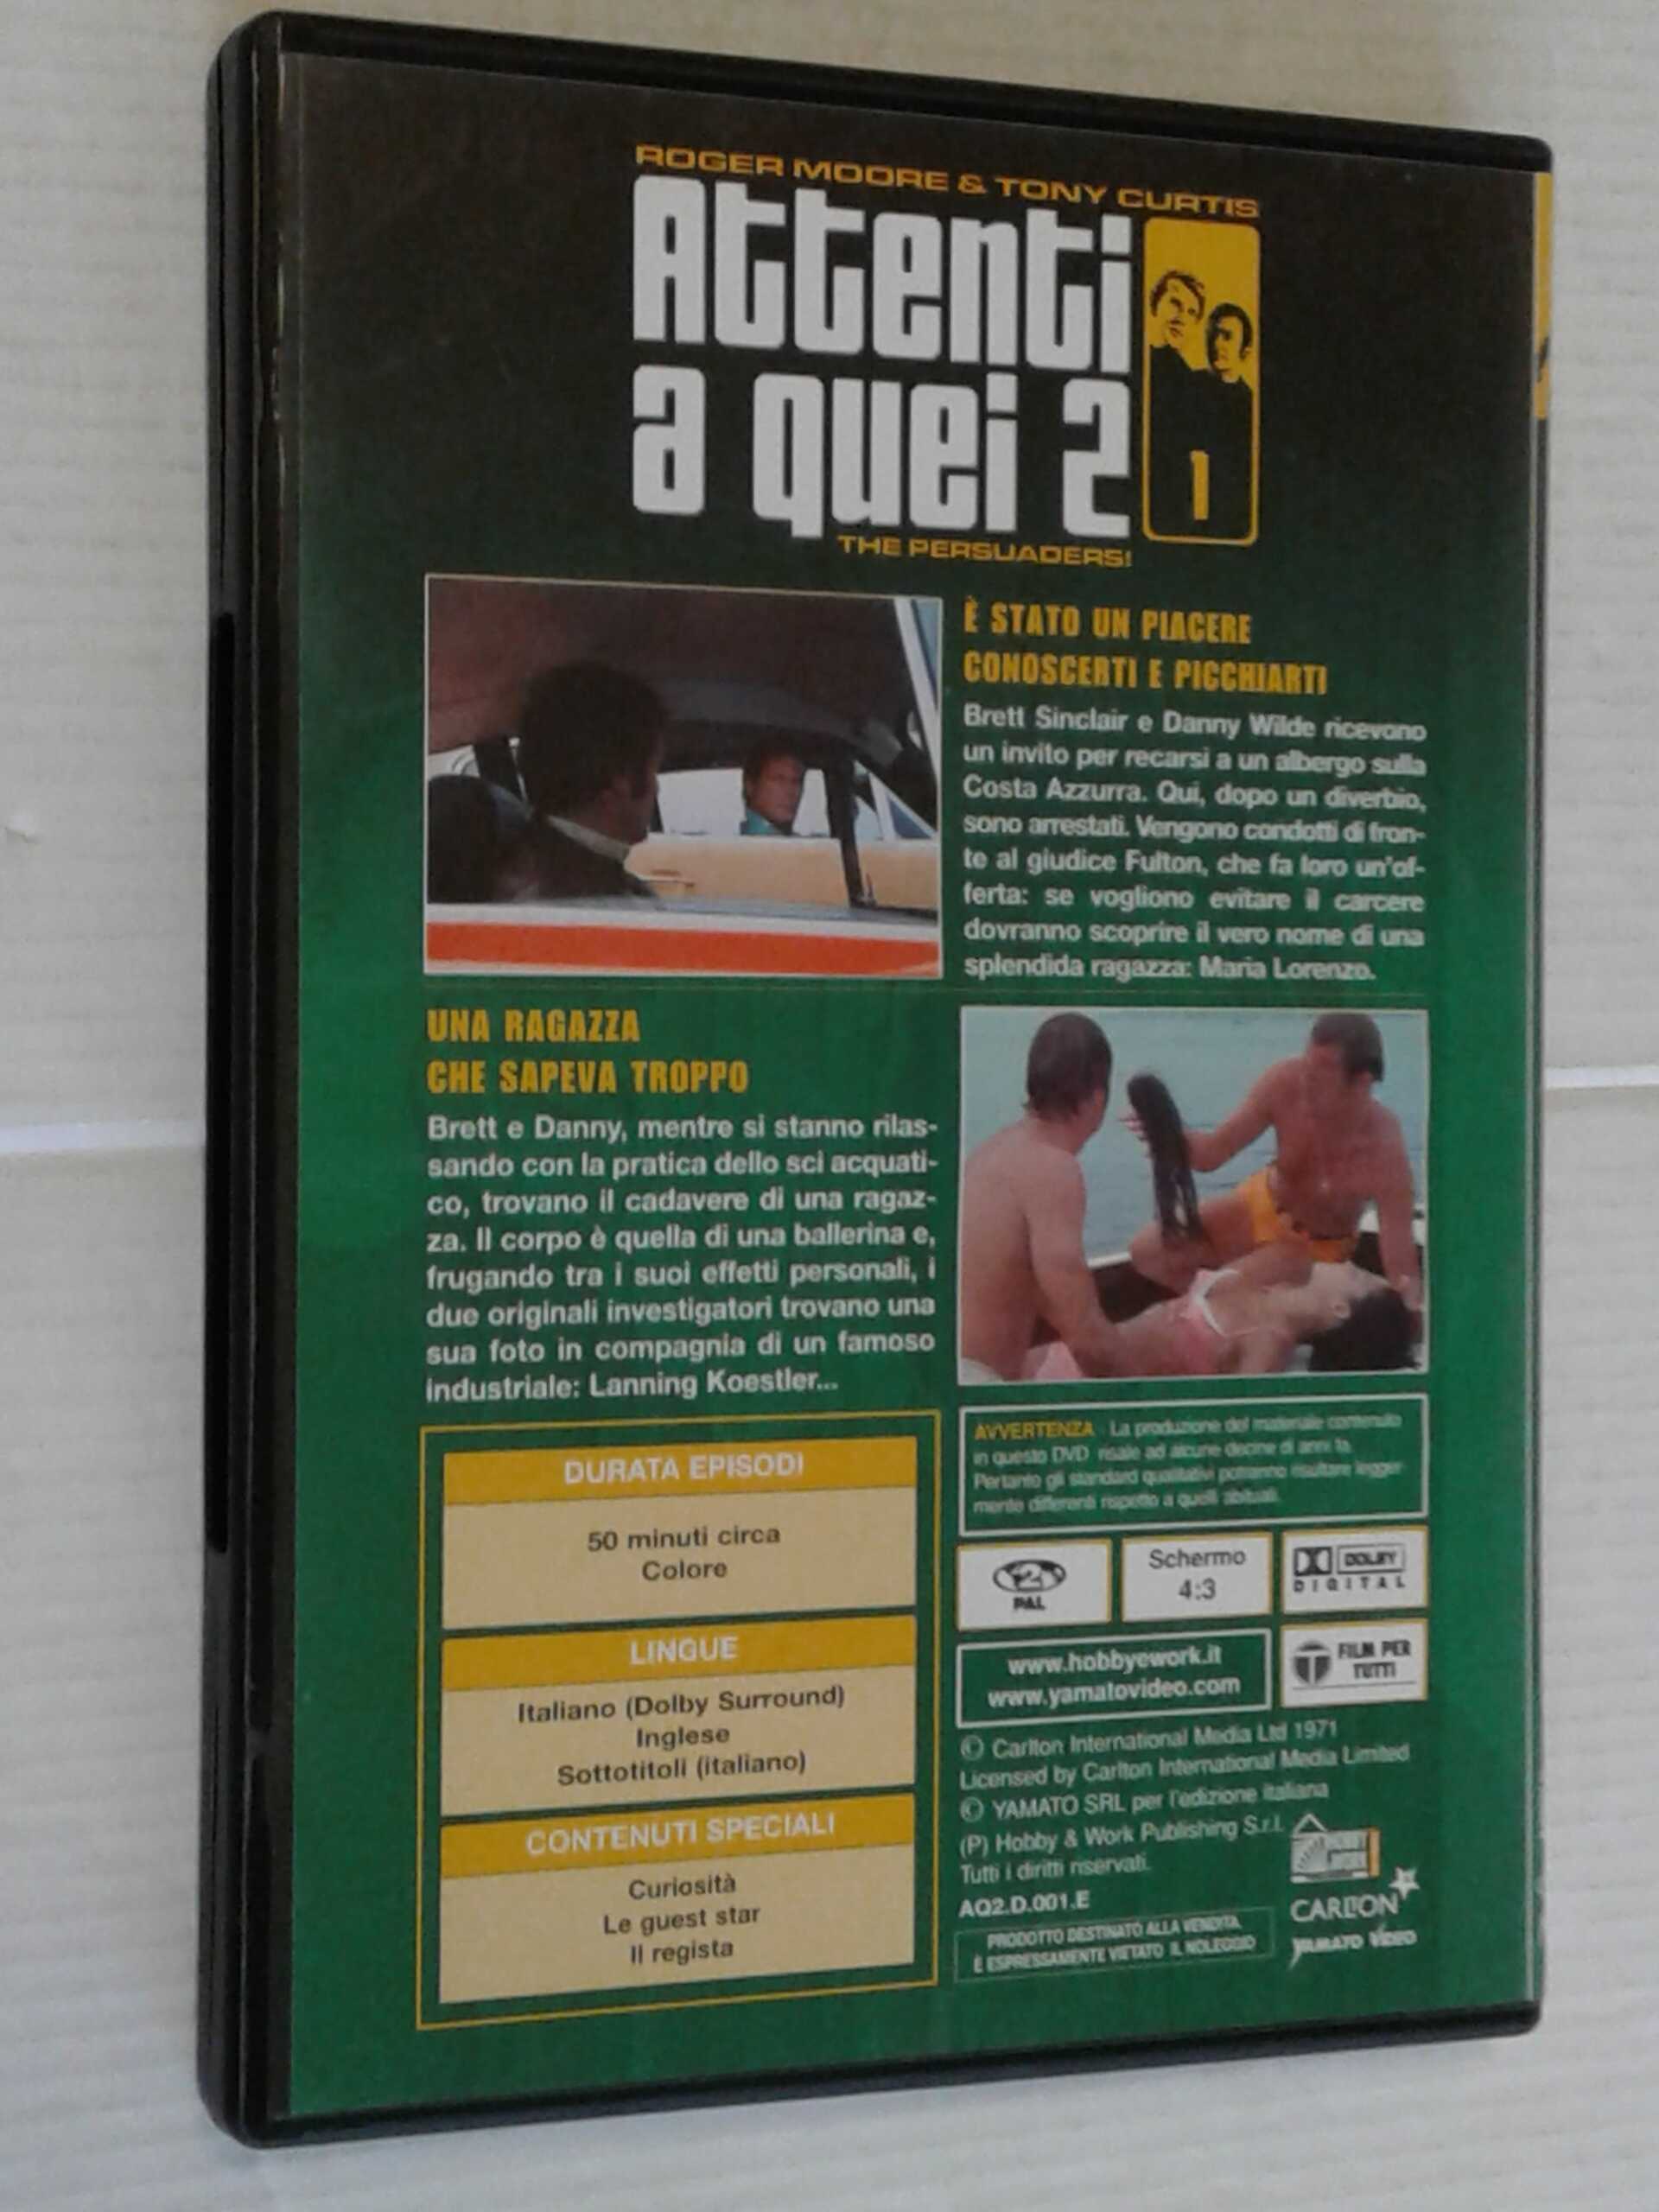 ROGER MOORE & TONY CURTIS
Attenti
a quei 2
1
THE PERSUADERS!
È STATO UN PIACERE
CONOSCERTI E PICCHIARTI
Brett Sinclair e Danny Wilde ricevono
un invito per recarsi a un albergo sulla
Costa Azzurra. Qui, dopo un diverbio,
sono arrestati. Vengono condotti di fron-
te al giudice Fulton, che fa loro un'of-
ferta: se vogliono evitare il carcere
dovranno scoprire il vero nome di una
splendida ragazza: Maria Lorenzo.
UNA RAGAZZA
CHE SAPEVA TROPPO
Brett e Danny, mentre si stanno rilas-
sando con la pratica dello sci acquati-
co, trovano il cadavere di una ragaz-
za. Il corpo è quella di una ballerina e,
frugando tra i suoi effetti personali, i
due originali investigatori trovano una
sua foto in compagnia di un famoso
industriale: Lanning Koestler...
DURATA EPISODI
50 minuti circa
Colore
LINGUE
Italiano (Dolby Surround)
Inglese
Sottotitoli (italiano)
CONTENUTI SPECIALI
Curiosità
Le guest star
Il regista
AVVERTENZA La produzione del materiale contenuto
in questo DVD risale ad alcune decine di anni fa.
Pertanto gli standard qualitativi potranno risultare legger-
mente differenti rispetto a quelli abituali.
2
PAL
Schermo
4:3
DOLBY
DIGITAL
www.hobbyework.it
www.yamatovideo.com
T FILM PER
TUTTI
© Carlton International Media Ltd 1971
Licensed by Carlton International Media Limited
© YAMATO SRL per l'edizione italiana
(P) Hobby & Work Publishing S.r.l.
Tutti i diritti riservati.
AQ2.D.001.E
PRODOTTO DESTINATO ALLA VENDITA.
È ESPRESSAMENTE VIETATO IL NOLEGGIO
HOBBY
WORK
CARLTON
YAMATO VIDEO